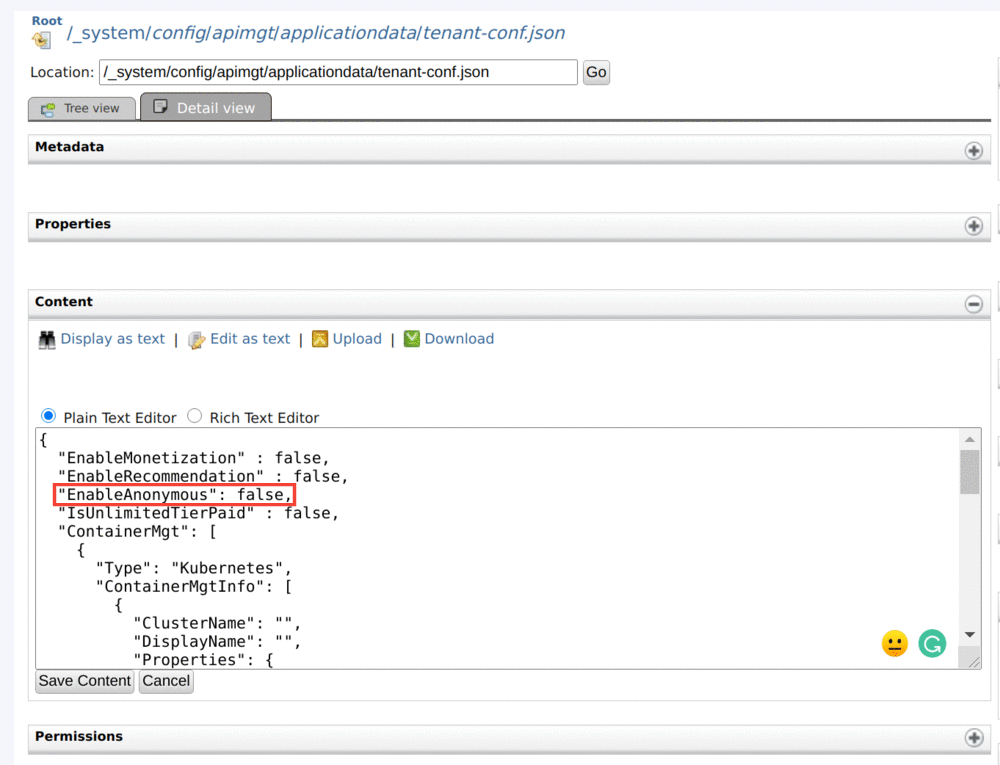 Root
/_system/config/apimgt/applicationdata/tenant-conf.json
Location: /_system/config/apimgt/applicationdata/tenant-conf.json Go
Tree view Detail view
Metadata
Properties
Content
Display as text | Edit as text | Upload | Download
Plain Text Editor Rich Text Editor
{
"EnableMonetization" : false,
"EnableRecommendation" : false,
"EnableAnonymous": false,
"IsUnlimitedTierPaid" : false,
"ContainerMgt": [
{
"Type": "Kubernetes",
"ContainerMgtInfo": [
{
"ClusterName": "",
"DisplayName": "",
"Properties": {
Save Content Cancel
Permissions